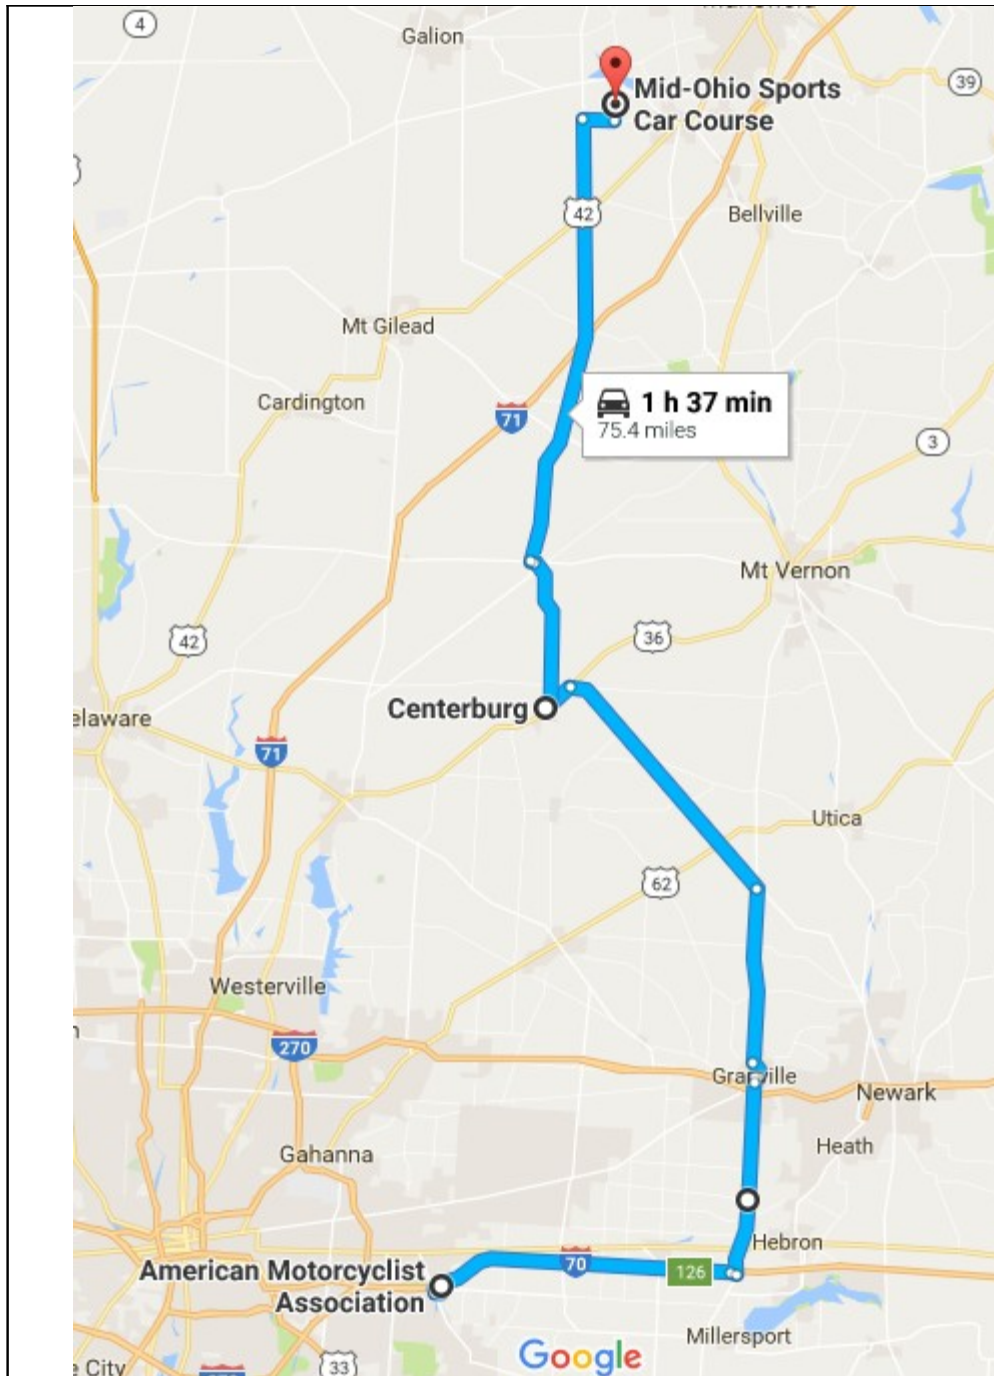 4
Galion
39
Mid-Ohio Sports
Car Course
42
Bellville
Mt Gilead
Cardington
1 h 37 min
75.4 miles
71
3
Mt Vernon
42
36
Centerburg
elaware
71
Utica
62
Westerville
270
Granville
Newark
Heath
Gahanna
Hebron
70
126
American Motorcyclist
Association
Millersport
Google
33
e City